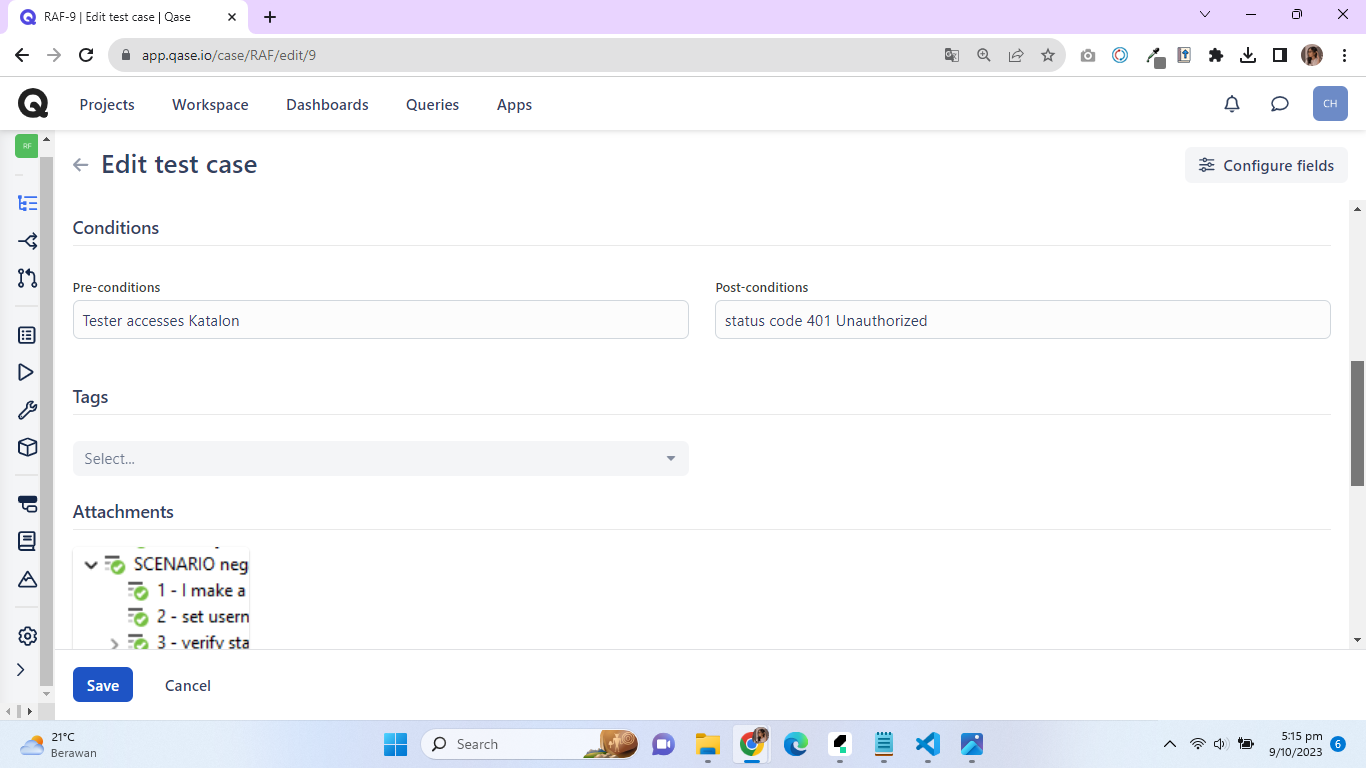 RAF-9 | Edit test case | Qase
app.qase.io/case/RAF/edit/9
Projects Workspace Dashboards Queries Apps CH
RF
Edit test case
Configure fields
Conditions
Pre-conditions Post-conditions
Tester accesses Katalon status code 401 Unauthorized
Tags
Select...
Attachments
SCENARIO neg
1 - I make a
2 - set usern
3 - verify sta
Save Cancel
21°C
Berawan
Search
5:15 pm
9/10/2023
6